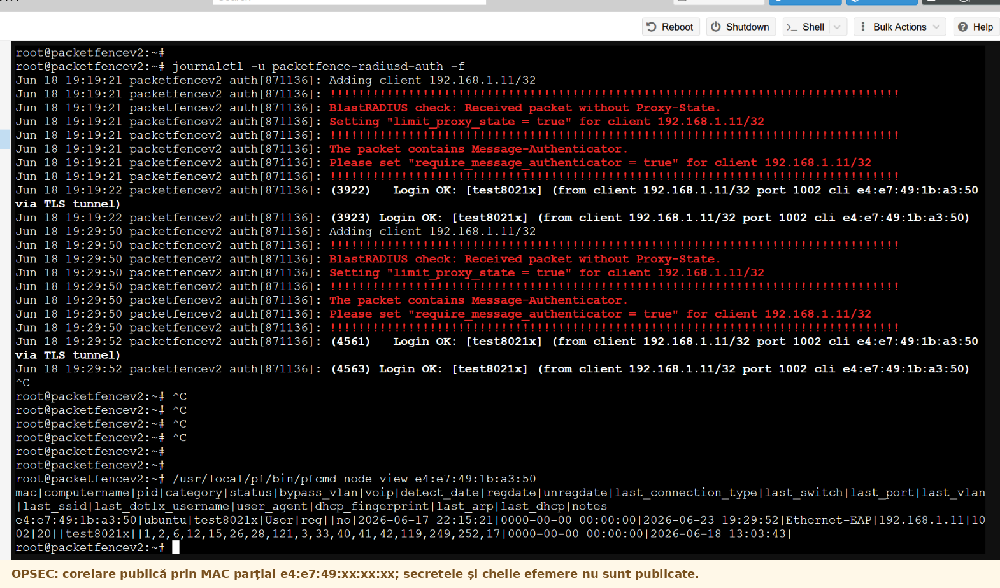 Reboot Shutdown Shell Bulk Actions Help
root@packetfencev2:~#
root@packetfencev2:~# journalctl -u packetfence-radiusd-auth -f
Jun 18 19:19:21 packetfencev2 auth[871136]: Adding client 192.168.1.11/32
Jun 18 19:19:21 packetfencev2 auth[871136]: !!!!!!!!!!!!!!!!!!!!!!!!!!!!!!!!!!!!!!!!!!!!!!!!!!!!!!!!!!!!!!!!!!!!!!!!!!!!!!!!
Jun 18 19:19:21 packetfencev2 auth[871136]: BlastRADIUS check: Received packet without Proxy-State.
Jun 18 19:19:21 packetfencev2 auth[871136]: Setting "limit_proxy_state = true" for client 192.168.1.11/32
Jun 18 19:19:21 packetfencev2 auth[871136]: !!!!!!!!!!!!!!!!!!!!!!!!!!!!!!!!!!!!!!!!!!!!!!!!!!!!!!!!!!!!!!!!!!!!!!!!!!!!!!!!
Jun 18 19:19:21 packetfencev2 auth[871136]: The packet contains Message-Authenticator.
Jun 18 19:19:21 packetfencev2 auth[871136]: Please set "require_message_authenticator = true" for client 192.168.1.11/32
Jun 18 19:19:21 packetfencev2 auth[871136]: !!!!!!!!!!!!!!!!!!!!!!!!!!!!!!!!!!!!!!!!!!!!!!!!!!!!!!!!!!!!!!!!!!!!!!!!!!!!!!!!
Jun 18 19:19:22 packetfencev2 auth[871136]: (3922)   Login OK: [test8021x] (from client 192.168.1.11/32 port 1002 cli e4:e7:49:1b:a3:50
via TLS tunnel)
Jun 18 19:19:22 packetfencev2 auth[871136]: (3923) Login OK: [test8021x] (from client 192.168.1.11/32 port 1002 cli e4:e7:49:1b:a3:50)
Jun 18 19:29:50 packetfencev2 auth[871136]: Adding client 192.168.1.11/32
Jun 18 19:29:50 packetfencev2 auth[871136]: !!!!!!!!!!!!!!!!!!!!!!!!!!!!!!!!!!!!!!!!!!!!!!!!!!!!!!!!!!!!!!!!!!!!!!!!!!!!!!!!
Jun 18 19:29:50 packetfencev2 auth[871136]: BlastRADIUS check: Received packet without Proxy-State.
Jun 18 19:29:50 packetfencev2 auth[871136]: Setting "limit_proxy_state = true" for client 192.168.1.11/32
Jun 18 19:29:50 packetfencev2 auth[871136]: !!!!!!!!!!!!!!!!!!!!!!!!!!!!!!!!!!!!!!!!!!!!!!!!!!!!!!!!!!!!!!!!!!!!!!!!!!!!!!!!
Jun 18 19:29:50 packetfencev2 auth[871136]: The packet contains Message-Authenticator.
Jun 18 19:29:50 packetfencev2 auth[871136]: Please set "require_message_authenticator = true" for client 192.168.1.11/32
Jun 18 19:29:50 packetfencev2 auth[871136]: !!!!!!!!!!!!!!!!!!!!!!!!!!!!!!!!!!!!!!!!!!!!!!!!!!!!!!!!!!!!!!!!!!!!!!!!!!!!!!!!
Jun 18 19:29:52 packetfencev2 auth[871136]: (4561)   Login OK: [test8021x] (from client 192.168.1.11/32 port 1002 cli e4:e7:49:1b:a3:50
via TLS tunnel)
Jun 18 19:29:52 packetfencev2 auth[871136]: (4563) Login OK: [test8021x] (from client 192.168.1.11/32 port 1002 cli e4:e7:49:1b:a3:50)
^C
root@packetfencev2:~# ^C
root@packetfencev2:~# ^C
root@packetfencev2:~# ^C
root@packetfencev2:~# ^C
root@packetfencev2:~#
root@packetfencev2:~#
root@packetfencev2:~# /usr/local/pf/bin/pfcmd node view e4:e7:49:1b:a3:50
mac|computername|pid|category|status|bypass_vlan|voip|detect_date|regdate|unregdate|last_connection_type|last_switch|last_port|last_vlan
|last_ssid|last_dot1x_username|user_agent|dhcp_fingerprint|last_arp|last_dhcp|notes
e4:e7:49:1b:a3:50|ubuntu|test8021x|User|reg||no|2026-06-17 22:15:21|0000-00-00 00:00:00|2026-06-23 19:29:52|Ethernet-EAP|192.168.1.11|10
02|20||test8021x||1,2,6,12,15,26,28,121,3,33,40,41,42,119,249,252,17|0000-00-00 00:00:00|2026-06-18 13:03:43|
root@packetfencev2:~#
OPSEC: corelare publică prin MAC parțial e4:e7:49:xx:xx:xx; secretele și cheile efemere nu sunt publicate.